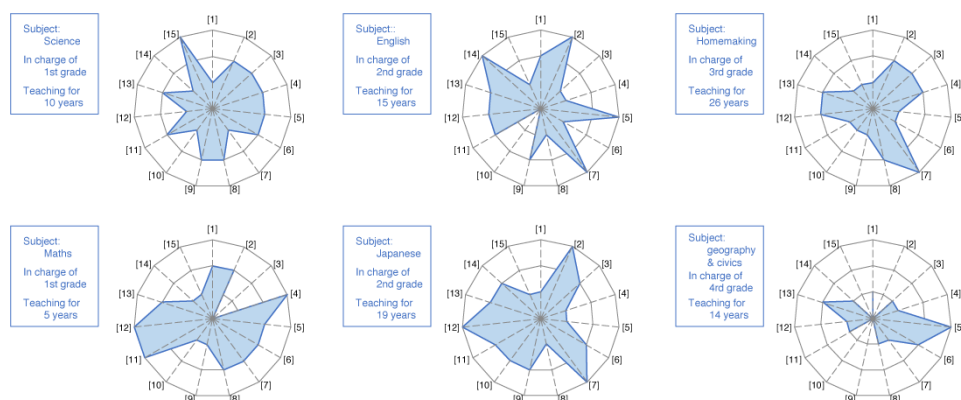 Subject:
Science
In charge of
1st grade
Teaching for
10 years
[1]
[2]
[3]
[4]
[5]
[6]
[7]
[8]
[9]
[10]
[11]
[12]
[13]
[14]
[15]
Subject::
English
In charge of
2nd grade
Teaching for
15 years
[1]
[2]
[3]
[4]
[5]
[6]
[7]
[8]
[9]
[10]
[11]
[12]
[13]
[14]
[15]
Subject:
Homemaking
In charge of
3rd grade
Teaching for
26 years
[1]
[2]
[3]
[4]
[5]
[6]
[7]
[8]
[9]
[10]
[11]
[12]
[13]
[14]
[15]
Subject:
Maths
In charge of
1st grade
Teaching for
5 years
[1]
[2]
[3]
[4]
[5]
[6]
[7]
[8]
[9]
[10]
[11]
[12]
[13]
[14]
[15]
Subject:
Japanese
In charge of
2nd grade
Teaching for
19 years
[1]
[2]
[3]
[4]
[5]
[6]
[7]
[8]
[9]
[10]
[11]
[12]
[13]
[14]
[15]
Subject:
geography
& civics
In charge of
4rd grade
Teaching for
14 years
[1]
[2]
[3]
[4]
[5]
[6]
[7]
[8]
[9]
[10]
[11]
[12]
[13]
[14]
[15]